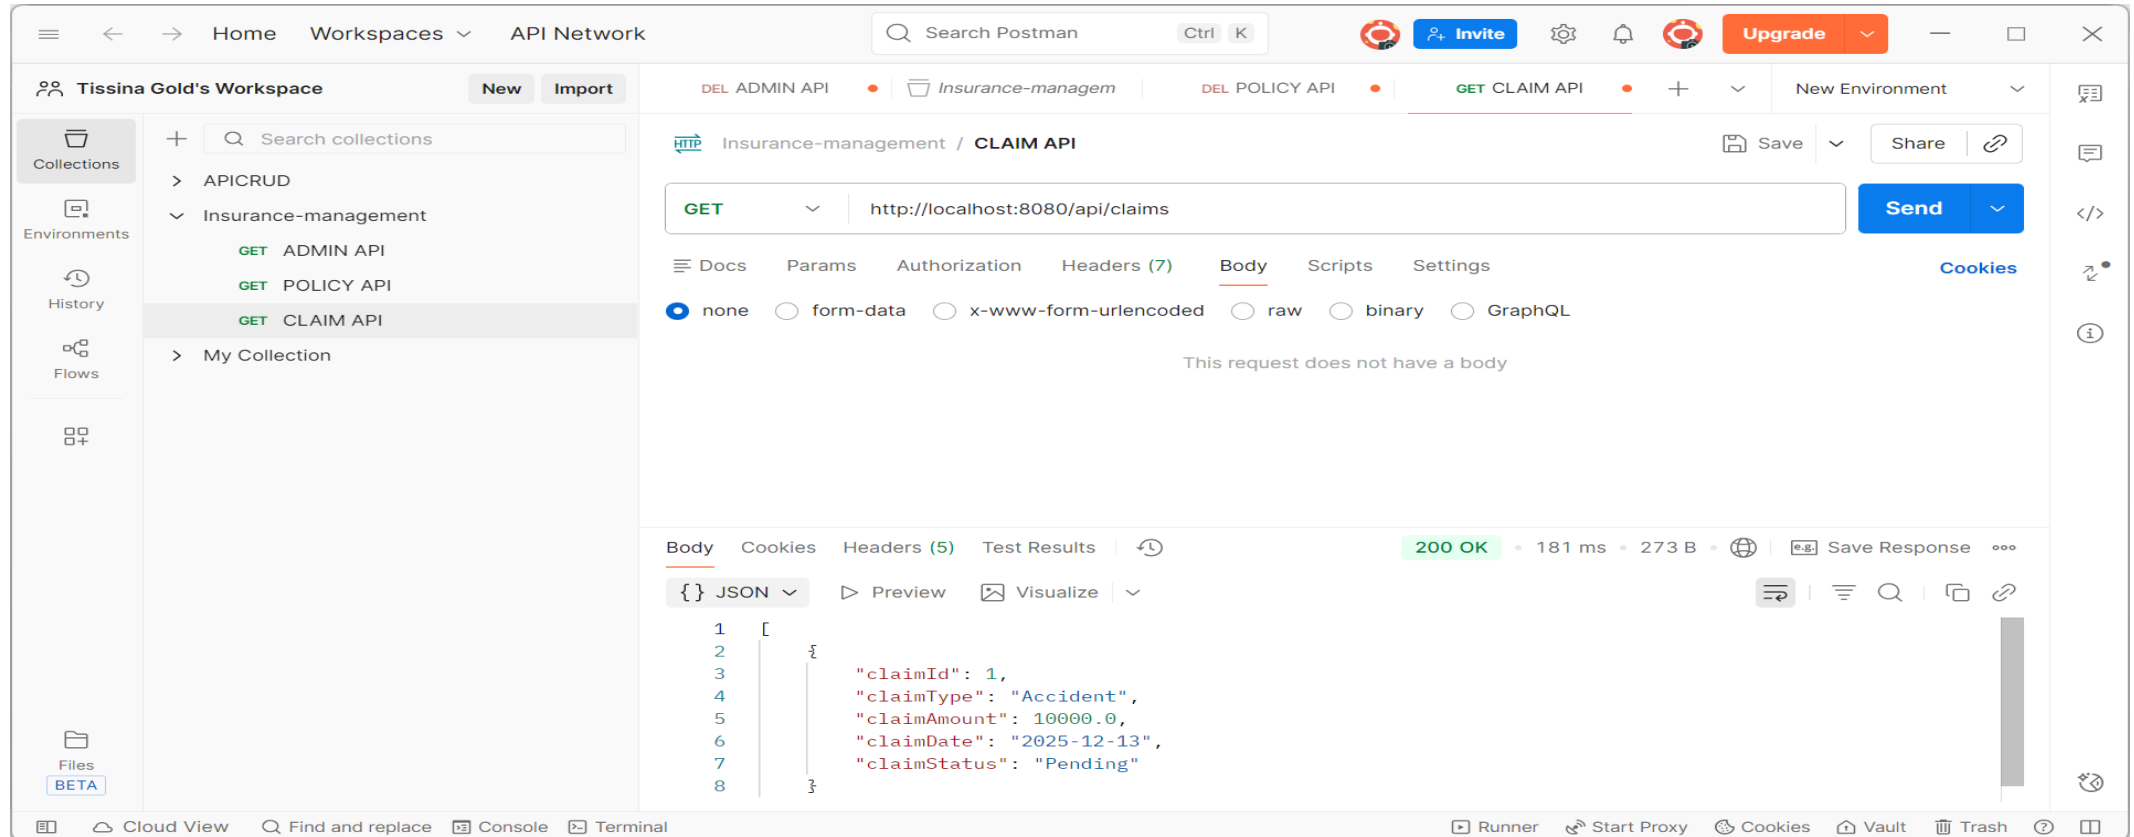 Home Workspaces API Network Search Postman Ctrl K Invite Upgrade
Tissina Gold's Workspace New Import DEL ADMIN API Insurance-managem DEL POLICY API GET CLAIM API New Environment
Collections
Environments
History
Flows
Files
BETA
Search collections
APICRUD
Insurance-management
GET ADMIN API
GET POLICY API
GET CLAIM API
My Collection
HTTP Insurance-management / CLAIM API Save Share
GET http://localhost:8080/api/claims Send
Docs Params Authorization Headers (7) Body Scripts Settings Cookies
none form-data x-www-form-urlencoded raw binary GraphQL
This request does not have a body
Body Cookies Headers (5) Test Results 200 OK • 181 ms • 273 B • e.g. Save Response
{} JSON Preview Visualize
1 [
2 {
3 "claimId": 1,
4 "claimType": "Accident",
5 "claimAmount": 10000.0,
6 "claimDate": "2025-12-13",
7 "claimStatus": "Pending"
8 }
Cloud View Find and replace Console Terminal Runner Start Proxy Cookies Vault Trash